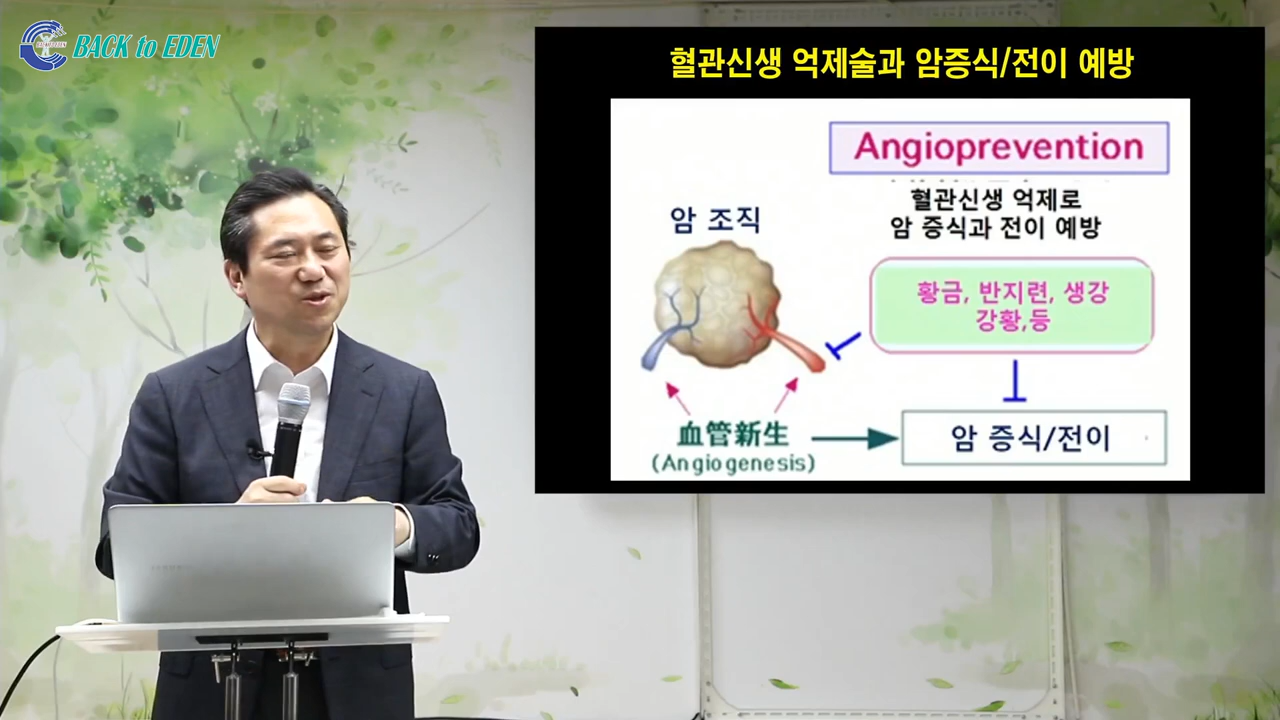 BACK to EDEN
혈관신생 억제술과 암증식/전이 예방
Angioprevention
혈관신생 억제로
암 증식과 전이 예방
암 조직
황금, 반지련, 생강
강황,등
血管新生
(Angiogenesis)
암 증식/전이